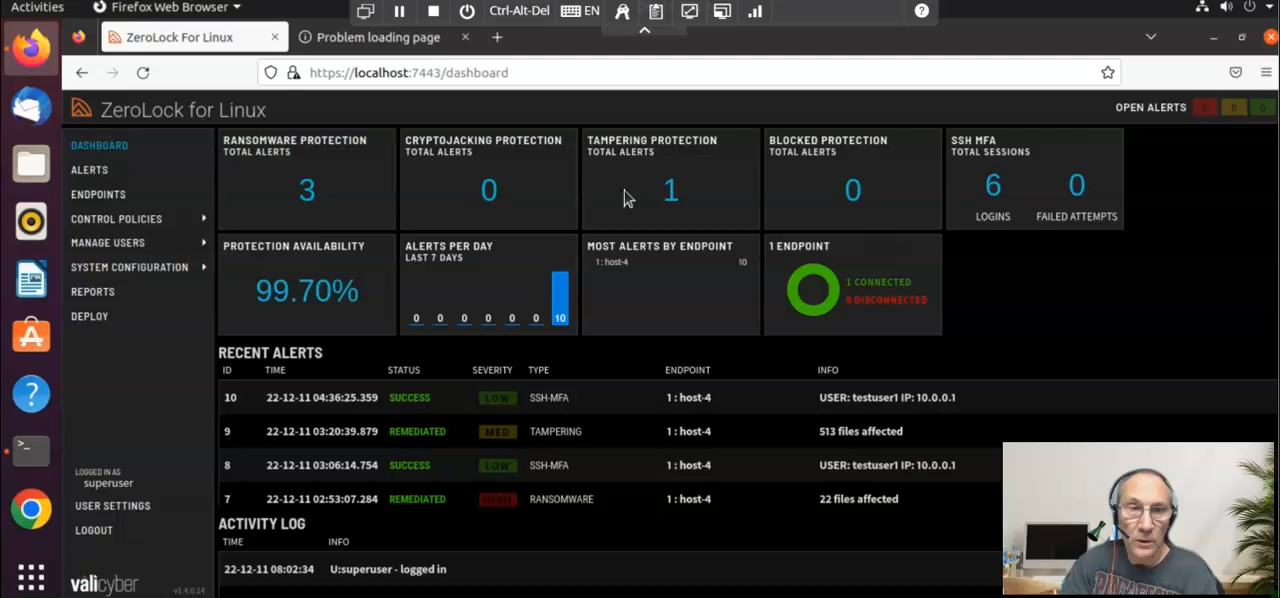 Activities
Firefox Web Browser
Ctrl-Alt-Del
EN
ZeroLock For Linux
Problem loading page
https://localhost:7443/dashboard
ZeroLock for Linux
OPEN ALERTS
DASHBOARD
ALERTS
ENDPOINTS
CONTROL POLICIES
MANAGE USERS
SYSTEM CONFIGURATION
REPORTS
DEPLOY
LOGGED IN AS
superuser
USER SETTINGS
LOGOUT
valicyber
v1.4.0.14
RANSOMWARE PROTECTION
TOTAL ALERTS
3
CRYPTOJACKING PROTECTION
TOTAL ALERTS
0
TAMPERING PROTECTION
TOTAL ALERTS
1
BLOCKED PROTECTION
TOTAL ALERTS
0
SSH MFA
TOTAL SESSIONS
6 0
LOGINS FAILED ATTEMPTS
PROTECTION AVAILABILITY
99.70%
ALERTS PER DAY
LAST 7 DAYS
0 0 0 0 0 0 10
MOST ALERTS BY ENDPOINT
1: host-4 10
1 ENDPOINT
1 CONNECTED
0 DISCONNECTED
RECENT ALERTS
ID TIME STATUS SEVERITY TYPE ENDPOINT INFO
10 22-12-11 04:36:25.359 SUCCESS LOW SSH-MFA 1 : host-4 USER: testuser1 IP: 10.0.0.1
9 22-12-11 03:20:39.879 REMEDIATED MED TAMPERING 1 : host-4 513 files affected
8 22-12-11 03:06:14.754 SUCCESS LOW SSH-MFA 1 : host-4 USER: testuser1 IP: 10.0.0.1
7 22-12-11 02:53:07.284 REMEDIATED HIGH RANSOMWARE 1 : host-4 22 files affected
ACTIVITY LOG
TIME INFO
22-12-11 08:02:34 U:superuser - logged in